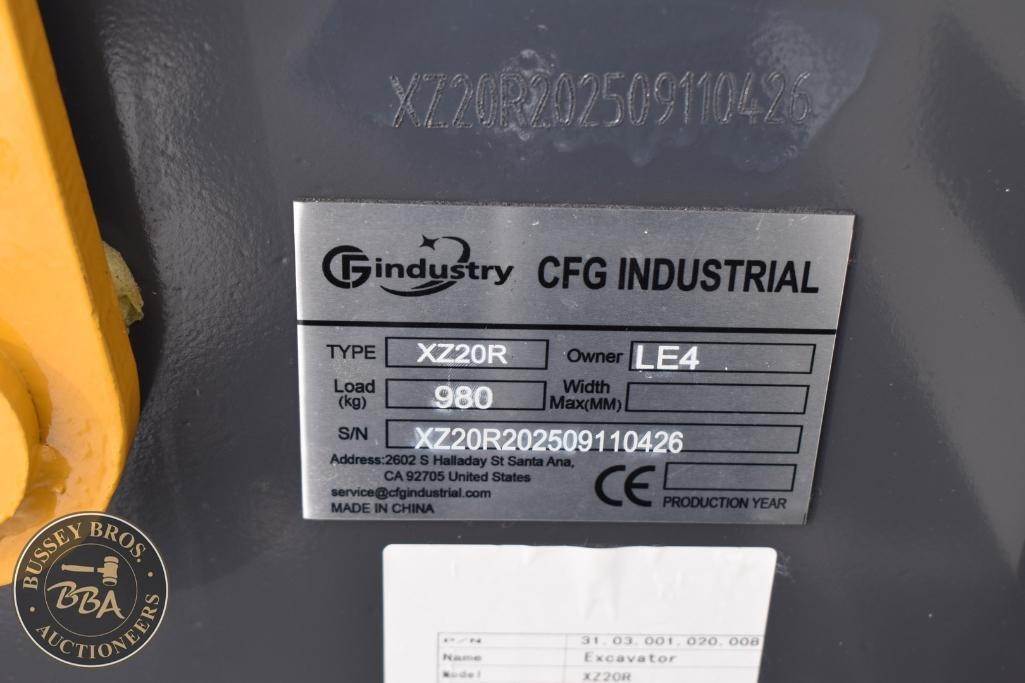 XZ20R202509110426
CFG industry CFG INDUSTRIAL
TYPE XZ20R Owner LE4
Load (kg) 980 Width Max(MM)
S/N XZ20R202509110426
Address:2602 S Halladay St Santa Ana,
CA 92705 United States
service@cfgindustrial.com
MADE IN CHINA
CE PRODUCTION YEAR
P/N 31.03.001.020.008
Name Excavator
Model XZ20R
BUSSEY BROS.
BBA
AUCTIONEERS